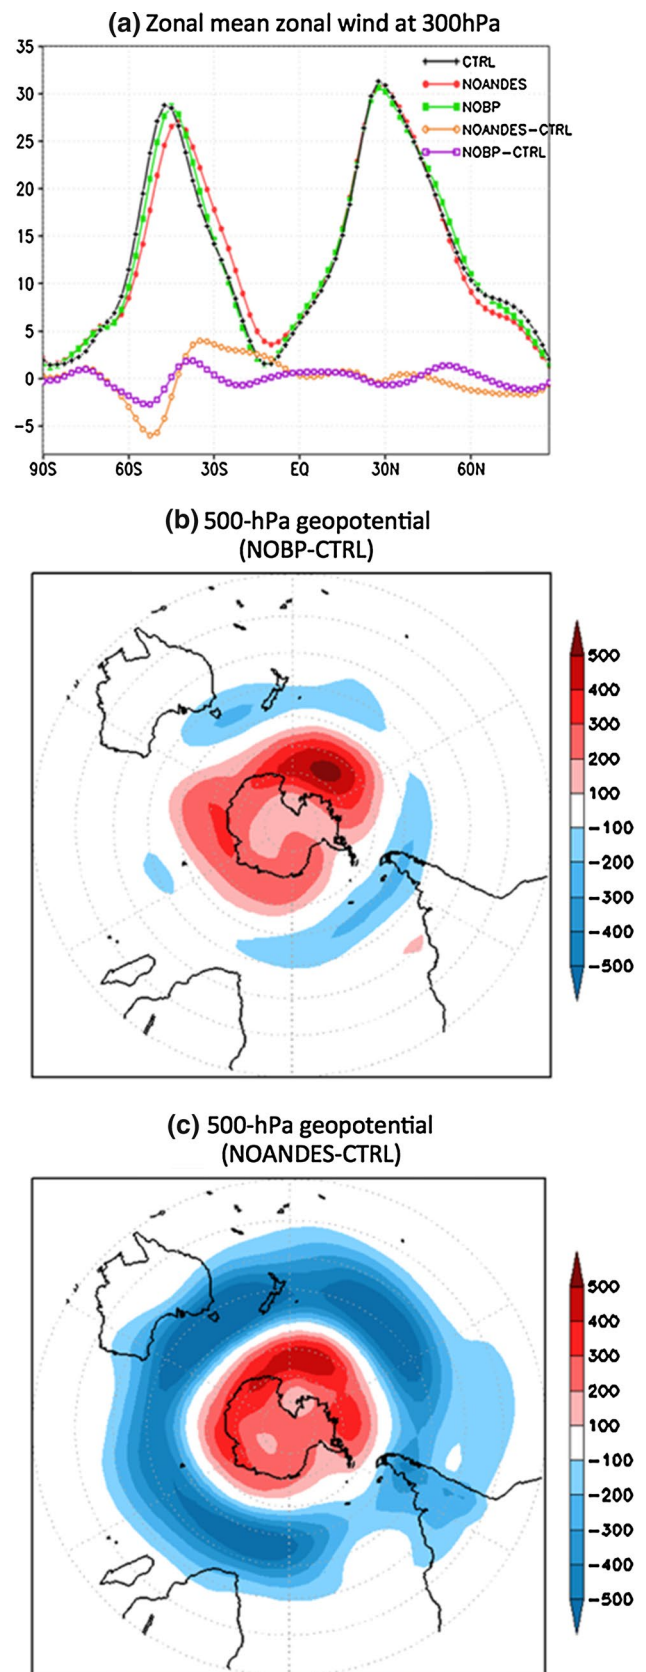 (a) Zonal mean zonal wind at 300hPa
35
30
25
20
15
10
5
0
-5
CTRL
NOANDES
NOBP
NOANDES-CTRL
NOBP-CTRL
90S 60S 30S EQ 30N 60N
(b) 500-hPa geopotential
(NOBP-CTRL)
500
400
300
200
100
-100
-200
-300
-400
-500
(c) 500-hPa geopotential
(NOANDES-CTRL)
500
400
300
200
100
-100
-200
-300
-400
-500